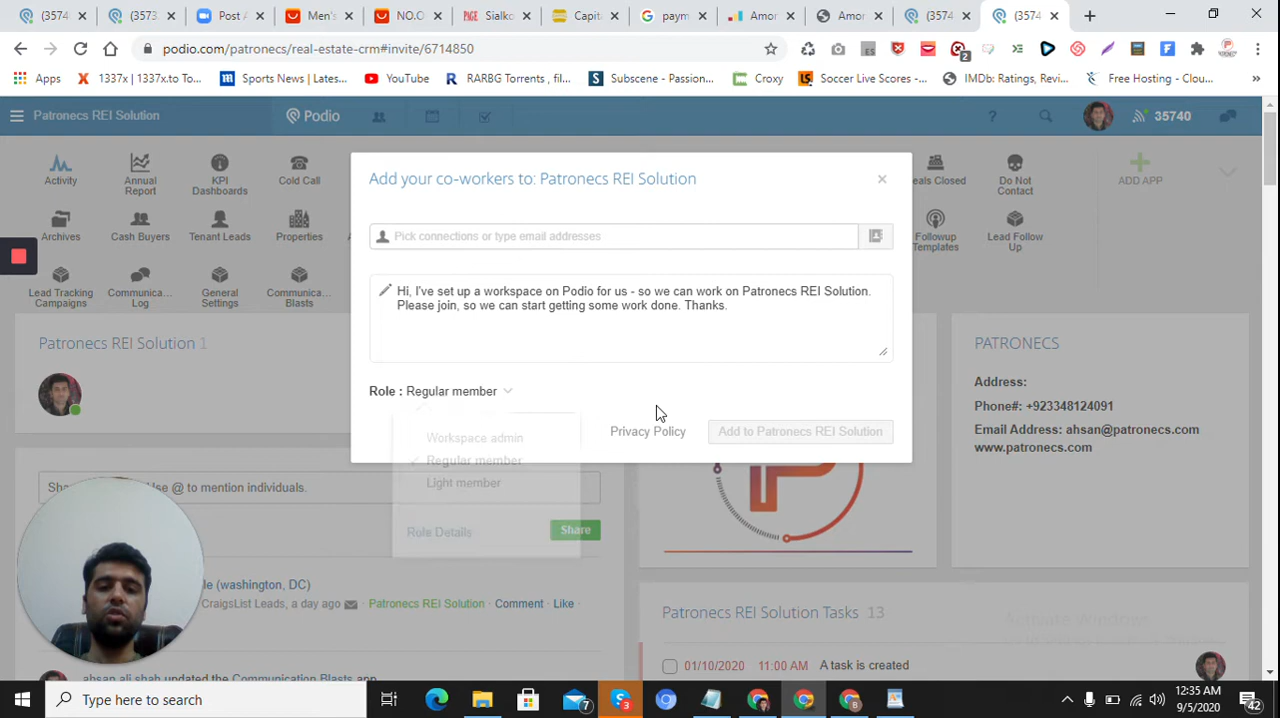 (3574
(3573
Post A
Men's
NO.O
Sialko
Capita
paym
Amor
Amor
(3574
(3574
podio.com/patronecs/real-estate-crm#invite/6714850
Apps
1337x | 1337x.to To...
Sports News | Lates...
YouTube
RARBG Torrents , fil...
Subscene - Passion...
Croxy
Soccer Live Scores -...
IMDb: Ratings, Revi...
Free Hosting - Clou...
Patronecs REI Solution
Podio
35740
Activity
Annual Report
KPI Dashboards
Cold Call
eals Closed
Do Not Contact
ADD APP
Archives
Cash Buyers
Tenant Leads
Properties
Followup Templates
Lead Follow Up
Lead Tracking Campaigns
Communica... Log
General Settings
Communica... Blasts
Add your co-workers to: Patronecs REI Solution
Pick connections or type email addresses
Hi, I've set up a workspace on Podio for us - so we can work on Patronecs REI Solution.
Please join, so we can start getting some work done. Thanks.
Role : Regular member
Workspace admin
Regular member
Light member
Role Details
Privacy Policy
Add to Patronecs REI Solution
Patronecs REI Solution 1
PATRONECS
Address:
Phone#: +923348124091
Email Address: ahsan@patronecs.com
www.patronecs.com
Use @ to mention individuals.
Share
le (washington, DC)
CraigsList Leads, a day ago
Patronecs REI Solution · Comment · Like ·
ahsan ali shah updated the Communication Blasts app
Patronecs REI Solution Tasks 13
Activate Windows
01/10/2020 11:00 AM A task is created
Type here to search
7
3
12:35 AM
9/5/2020
42